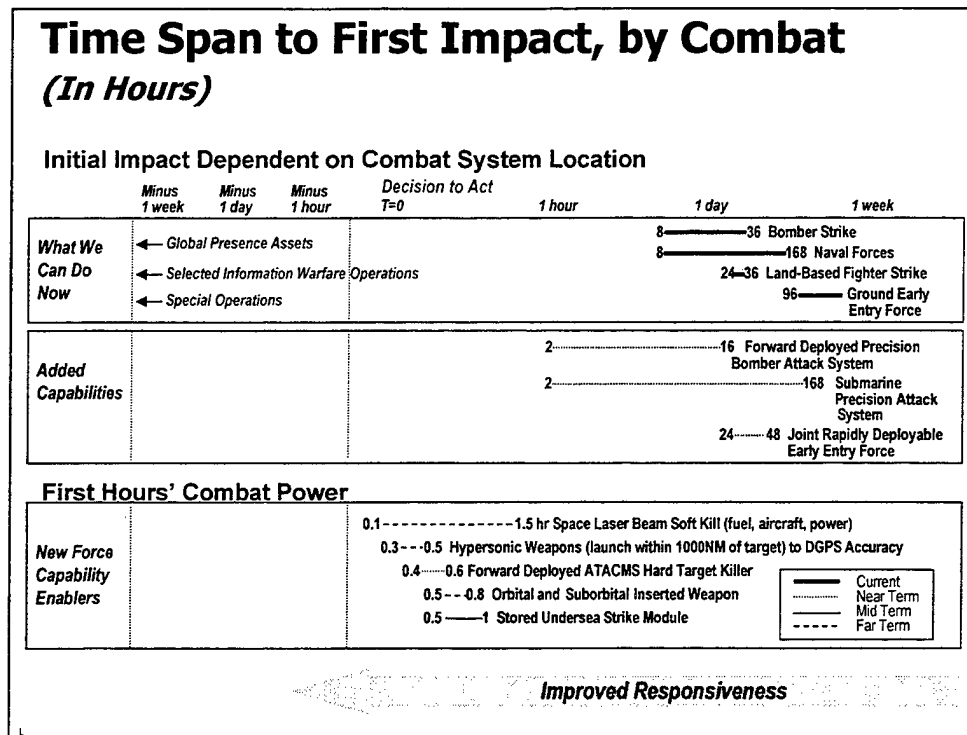 Time Span to First Impact, by Combat
(In Hours)
Initial Impact Dependent on Combat System Location
Minus 1 week
Minus 1 day
Minus 1 hour
Decision to Act T=0
1 hour
1 day
1 week
What We Can Do Now
Global Presence Assets
Selected Information Warfare Operations
Special Operations
8 36 Bomber Strike
8 168 Naval Forces
24 36 Land-Based Fighter Strike
96 Ground Early
Entry Force
Added Capabilities
2 16 Forward Deployed Precision
Bomber Attack System
2 168 Submarine
Precision Attack
System
24 48 Joint Rapidly Deployable
Early Entry Force
First Hours' Combat Power
New Force Capability Enablers
0.1 1.5 hr Space Laser Beam Soft Kill (fuel, aircraft, power)
0.3 0.5 Hypersonic Weapons (launch within 1000NM of target) to DGPS Accuracy
0.4 0.6 Forward Deployed ATACMS Hard Target Killer
0.5 0.8 Orbital and Suborbital Inserted Weapon
0.5 1 Stored Undersea Strike Module
Current
Near Term
Mid Term
Far Term
Improved Responsiveness